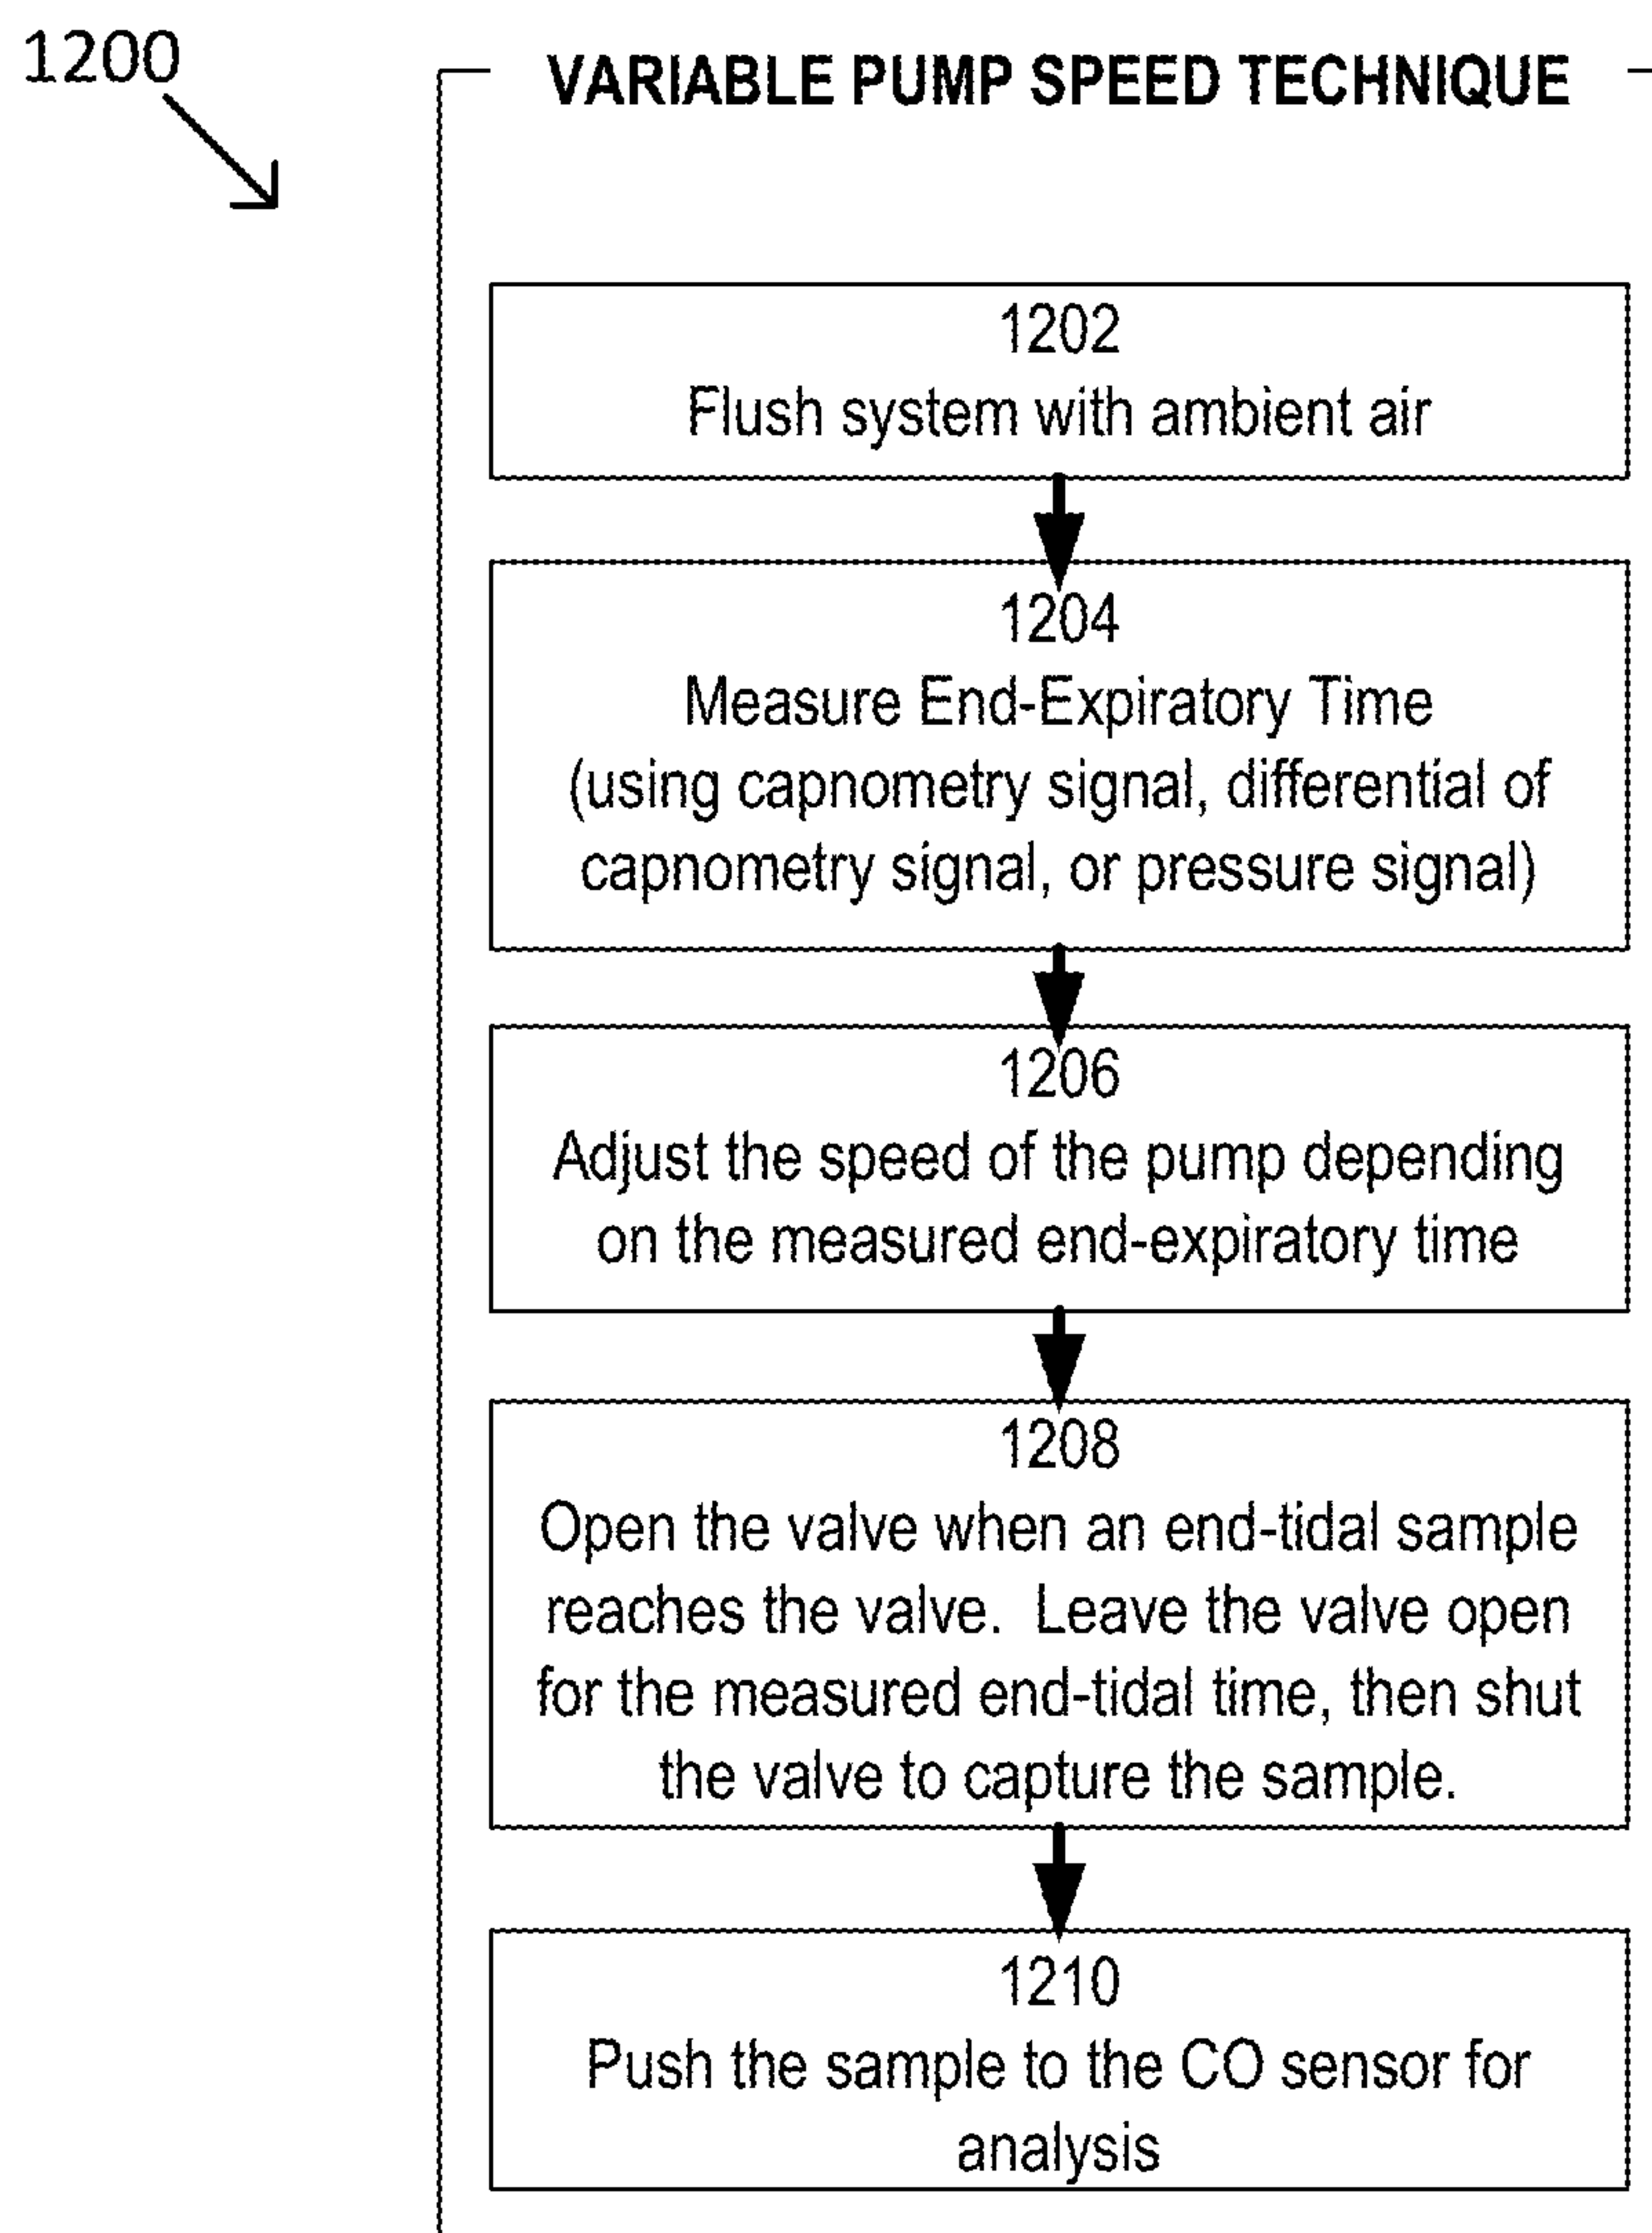 1200
VARIABLE PUMP SPEED TECHNIQUE
1202
Flush system with ambient air
1204
Measure End-Expiratory Time
(using capnometry signal, differential of
capnometry signal, or pressure signal)
1206
Adjust the speed of the pump depending
on the measured end-expiratory time
1208
Open the valve when an end-tidal sample
reaches the valve.  Leave the valve open
for the measured end-tidal time, then shut
the valve to capture the sample.
1210
Push the sample to the CO sensor for
analysis